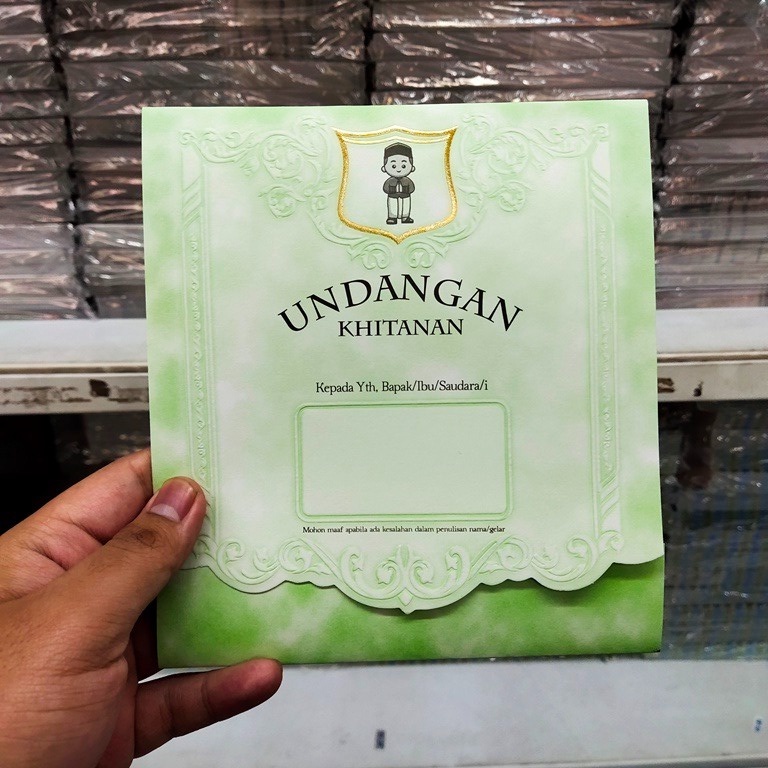 UNDANGAN
KHITANAN
Kepada Yth, Bapak/Ibu/Saudara/i
Mohon maaf apabila ada kesalahan dalam penulisan nama/gelar